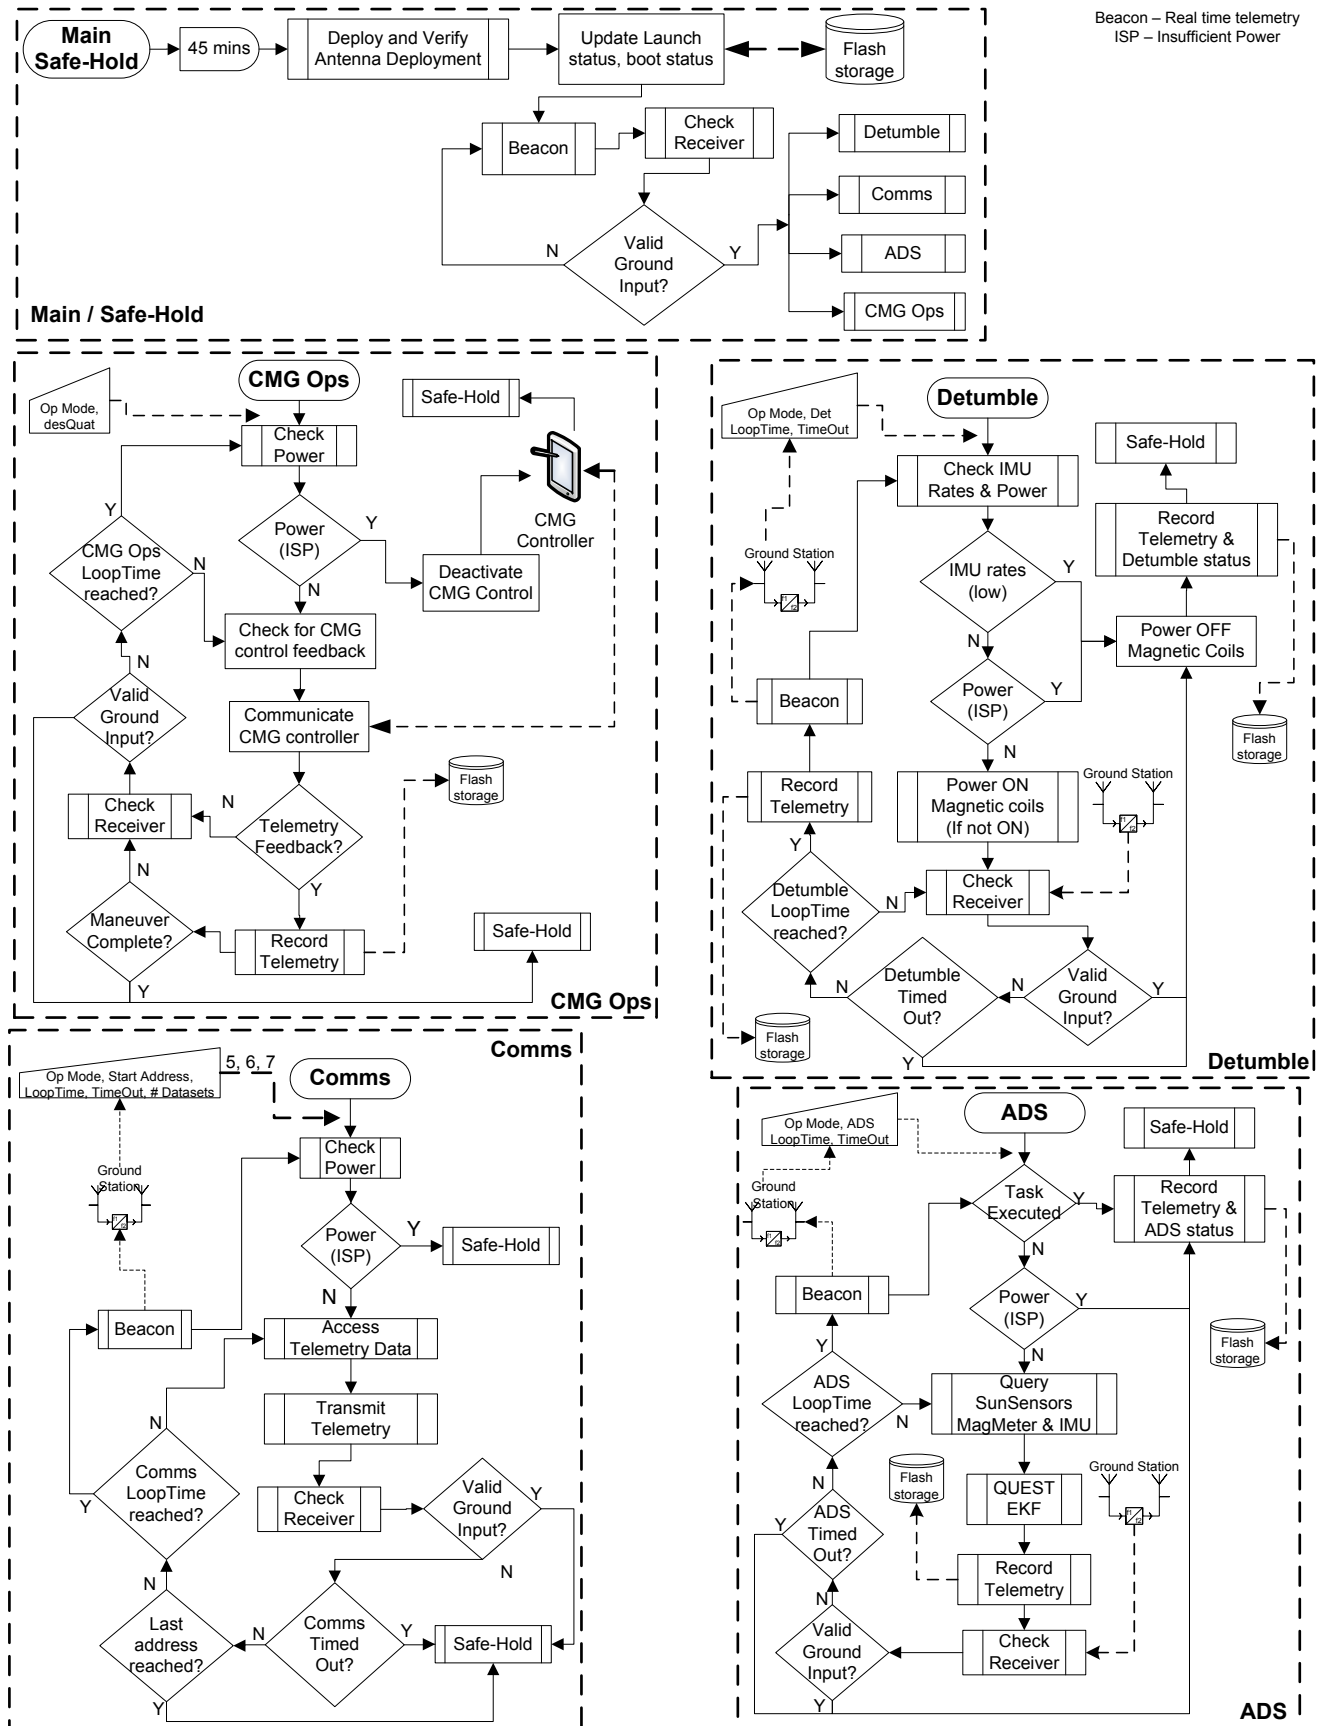 Beacon – Real time telemetry
ISP – Insufficient Power
Main
Safe-Hold
45 mins
Deploy and Verify
Antenna Deployment
Update Launch
status, boot status
Flash
storage
Beacon
Check
Receiver
Detumble
Comms
ADS
CMG Ops
N
Valid
Ground
Input?
Y
Main / Safe-Hold
CMG Ops
Op Mode,
desQuat
Check
Power
Safe-Hold
CMG
Controller
Y
Power
(ISP)
Y
CMG Ops
LoopTime
reached?
N
N
Deactivate
CMG Control
Check for CMG
control feedback
N
Valid
Ground
Input?
Communicate
CMG controller
Flash
storage
Check
Receiver
N
Telemetry
Feedback?
Y
N
Maneuver
Complete?
Y
Record
Telemetry
Safe-Hold
CMG Ops
Detumble
Op Mode, Det
LoopTime, TimeOut
Check IMU
Rates & Power
Safe-Hold
Record
Telemetry &
Detumble status
Ground Station
f1
f2
IMU rates
(low)
Y
N
Power OFF
Magnetic Coils
Beacon
Power
(ISP)
Y
N
Flash
storage
Record
Telemetry
Power ON
Magnetic coils
(If not ON)
Ground Station
f1
f2
Y
Detumble
LoopTime
reached?
N
Check
Receiver
N
Detumble
Timed
Out?
N
Valid
Ground
Input?
Y
Y
Flash
storage
Detumble
Comms
5, 6, 7
Op Mode, Start Address,
LoopTime, TimeOut, # Datasets
Comms
Check
Power
Ground
Station
f1
f2
Power
(ISP)
Y
Safe-Hold
N
Beacon
Access
Telemetry Data
N
Transmit
Telemetry
Comms
LoopTime
reached?
Y
Check
Receiver
Valid
Ground
Input?
Y
N
N
Last
address
reached?
N
Comms
Timed
Out?
Y
Safe-Hold
Y
ADS
Op Mode, ADS
LoopTime, TimeOut
Safe-Hold
Ground
Station
f1
f2
Task
Executed
Y
Record
Telemetry &
ADS status
N
Beacon
Power
(ISP)
Y
N
Flash
storage
Y
ADS
LoopTime
reached?
N
Query
SunSensors
MagMeter & IMU
Ground Station
f1
f2
Flash
storage
QUEST
EKF
N
ADS
Timed
Out?
Y
Record
Telemetry
N
Valid
Ground
Input?
Y
Check
Receiver
ADS